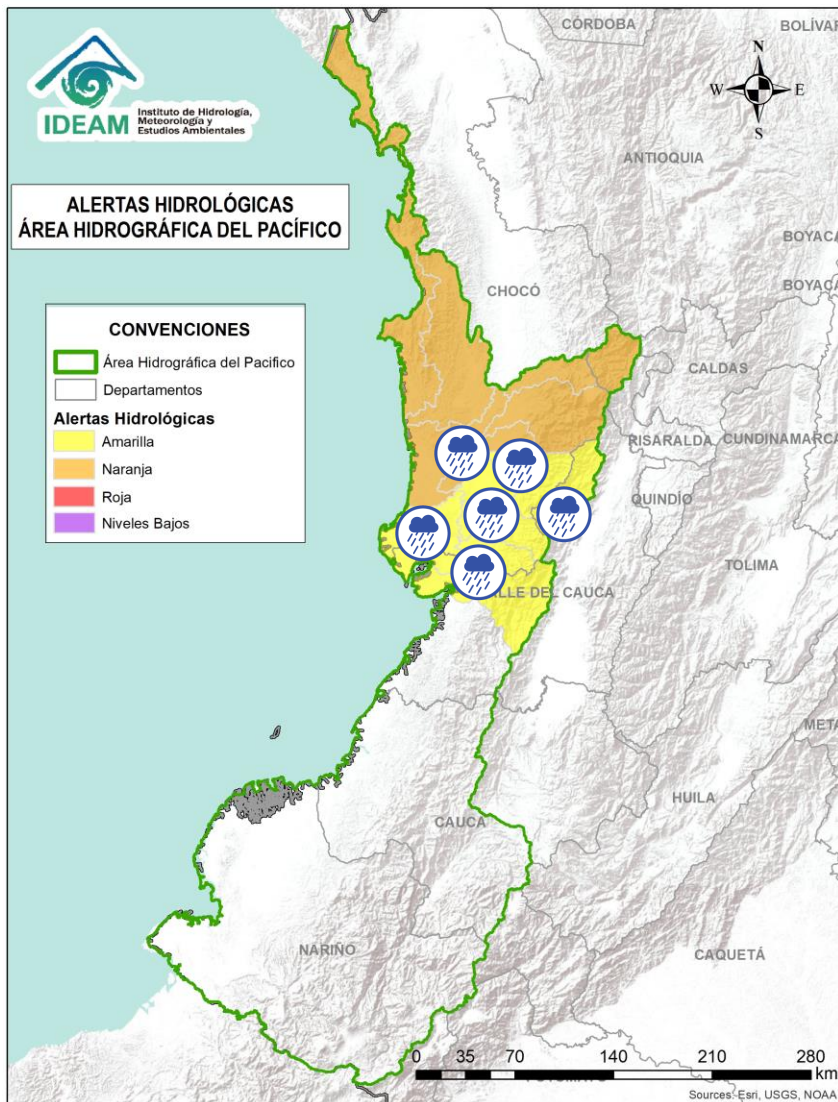 CÓRDOBA
BOLÍVAR
N
W
E
S
IDEAM
Instituto de Hidrología,
Meteorología y
Estudios Ambientales
ANTIOQUIA
ALERTAS HIDROLÓGICAS
ÁREA HIDROGRÁFICA DEL PACÍFICO
BOYACÁ
BOYACÁ
CHOCÓ
CONVENCIONES
Área Hidrográfica del Pacifico
Departamentos
Alertas Hidrológicas
Amarilla
Naranja
Roja
Niveles Bajos
CALDAS
RISARALDA
CUNDINAMARCA
QUINDÍO
TOLIMA
ALLE DEL CAUCA
META
HUILA
CAUCA
NARIÑO
CAQUETÁ
0 35 70 140 210 280
km
Sources: Esri, USGS, NOAA